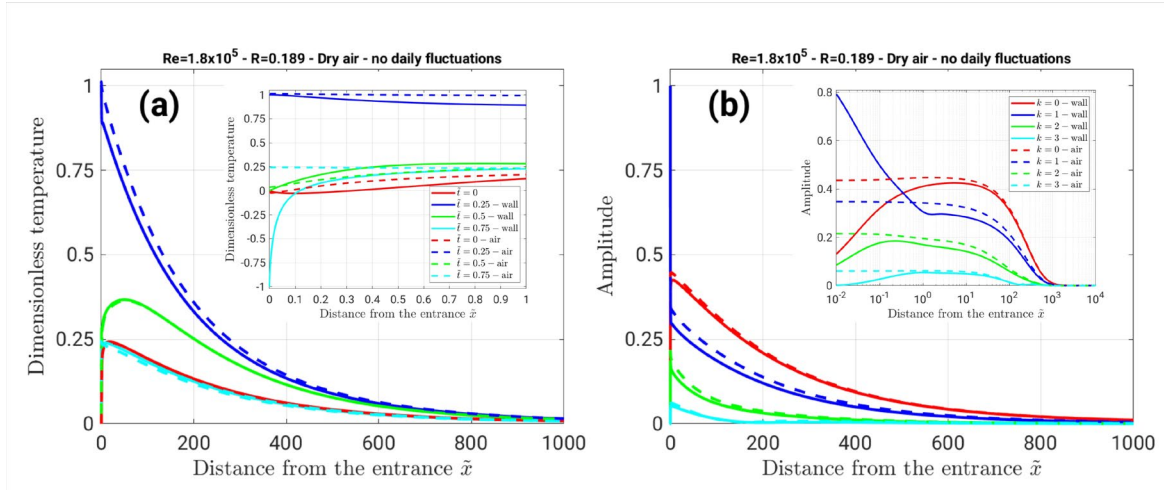 Re=1.8x10^5 - R=0.189 - Dry air - no daily fluctuations
(a)
Dimensionless temperature
1
0.75
0.5
0.25
0
0 200 400 600 800 1000
Distance from the entrance x̃
Dimensionless temperature
1
0.75
0.5
0.25
0
-0.25
-0.5
-0.75
-1
0 0.1 0.2 0.3 0.4 0.5 0.6 0.7 0.8 0.9 1
Distance from the entrance x̃
t̃ = 0
t̃ = 0.25 − wall
t̃ = 0.5 − wall
t̃ = 0.75 − wall
t̃ = 0 − air
t̃ = 0.25 − air
t̃ = 0.5 − air
t̃ = 0.75 − air
Re=1.8x10^5 - R=0.189 - Dry air - no daily fluctuations
(b)
Amplitude
1
0.75
0.5
0.25
0
0 200 400 600 800 1000
Distance from the entrance x̃
Amplitude
0.8
0.6
0.4
0.2
0
10^-2 10^-1 10^0 10^1 10^2 10^3 10^4
Distance from the entrance x̃
k = 0 − wall
k = 1 − wall
k = 2 − wall
k = 3 − wall
k = 0 − air
k = 1 − air
k = 2 − air
k = 3 − air